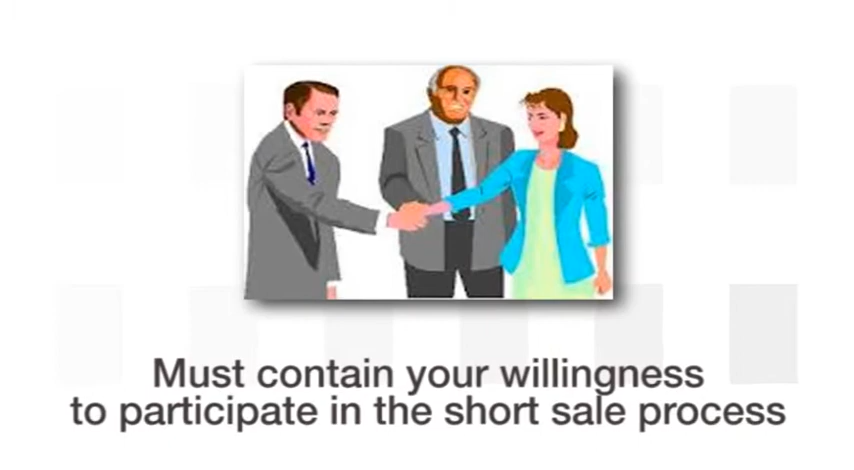 Must contain your willingness
to participate in the short sale process